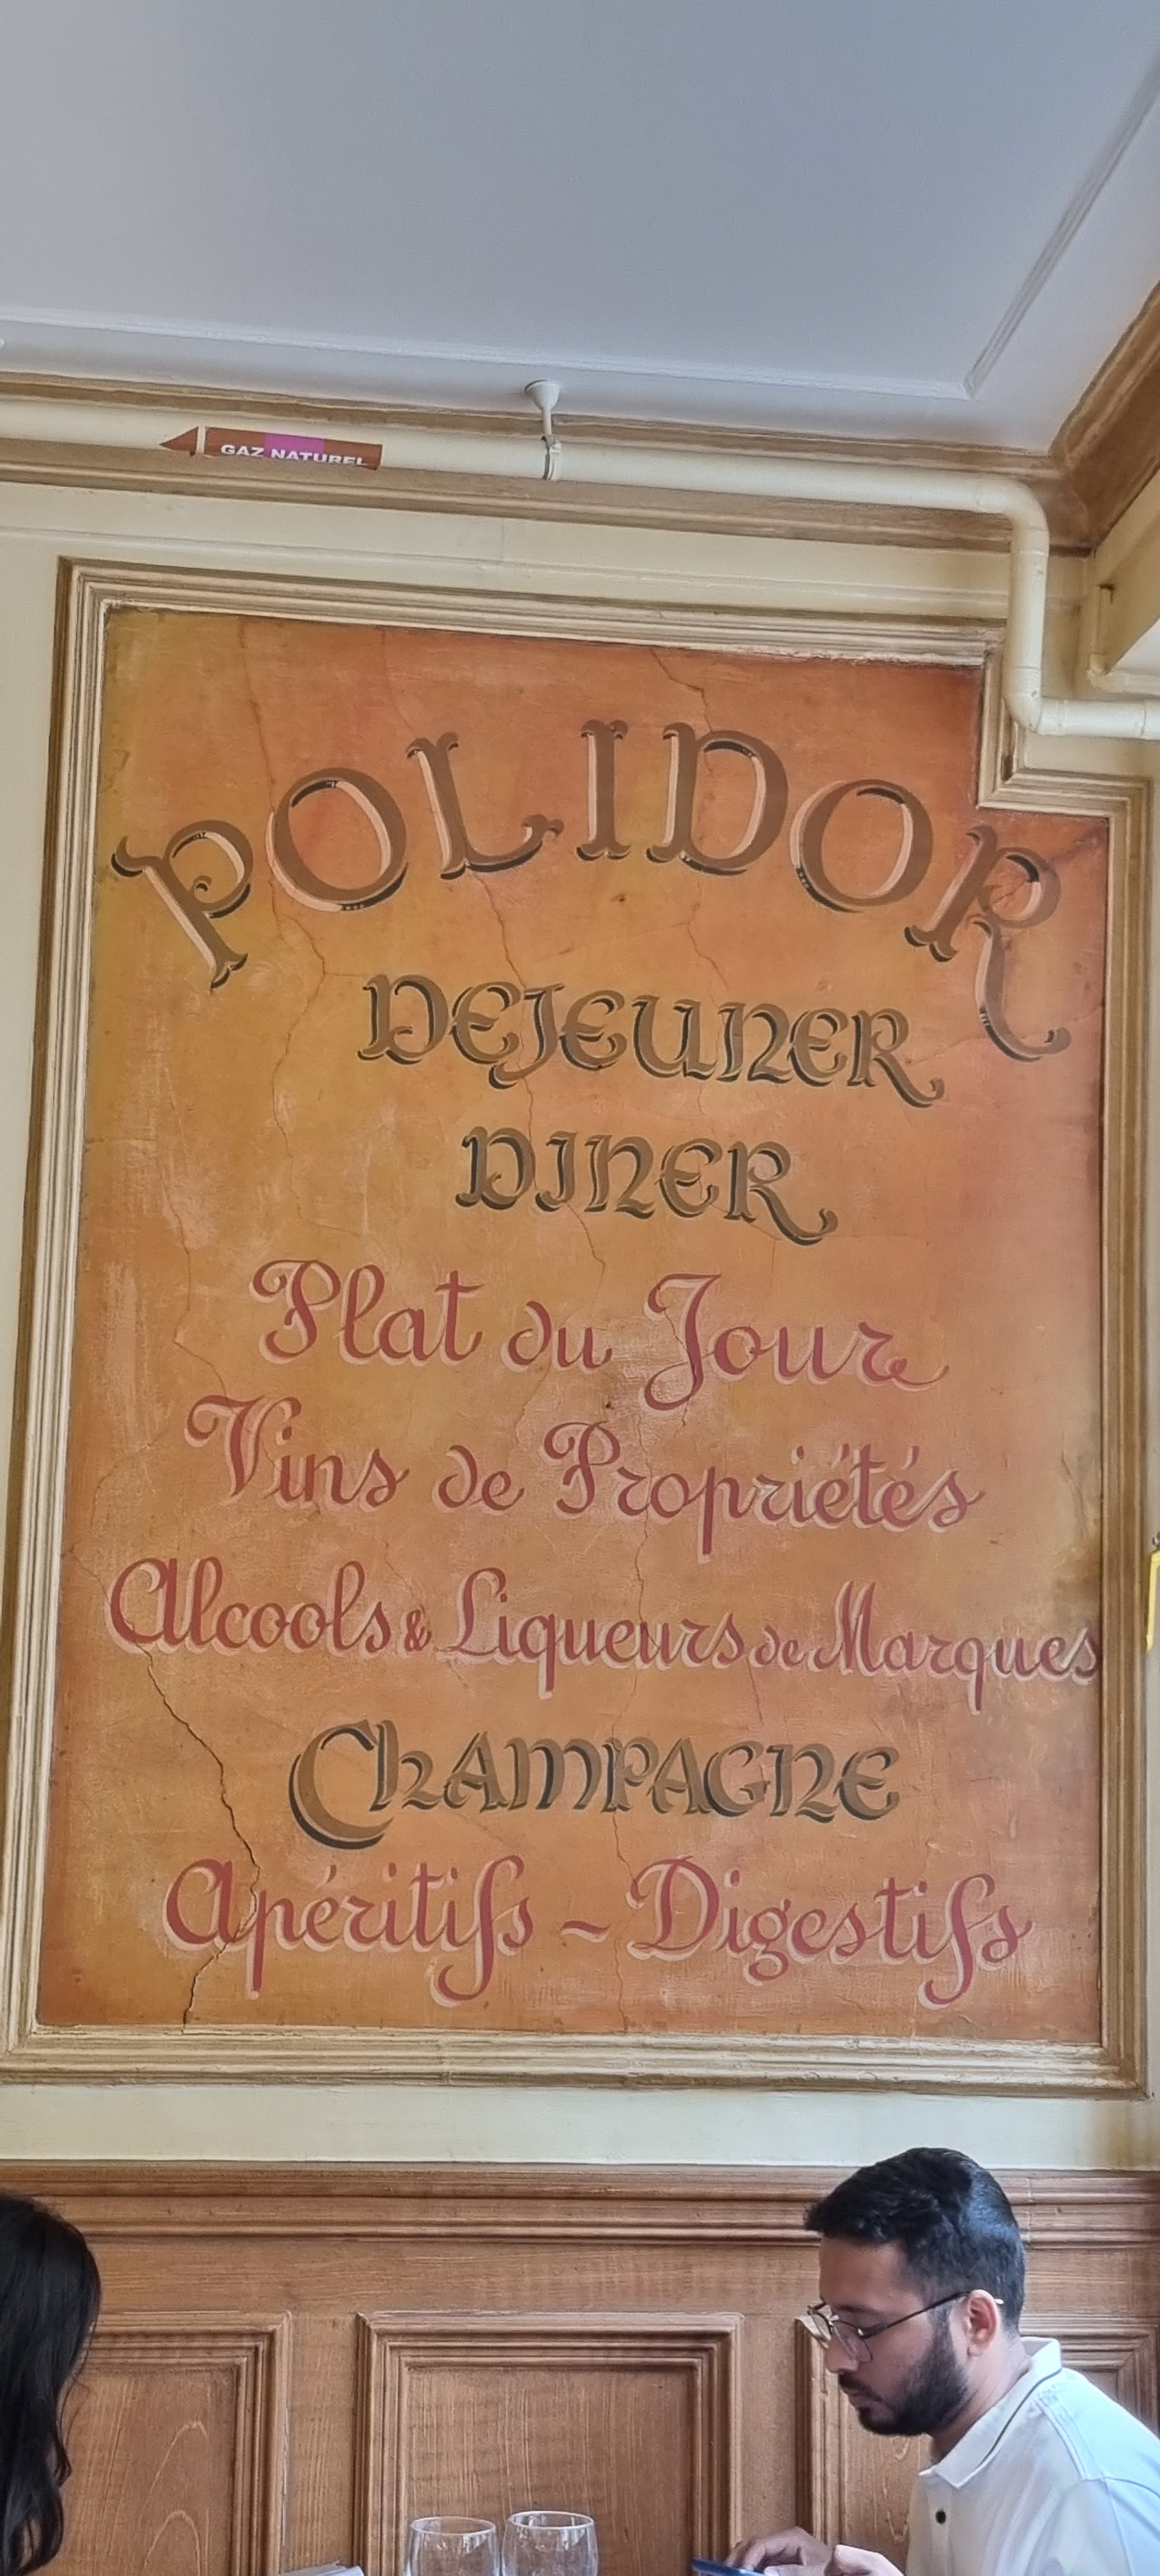 GAZ NATUREL
POLIDOR
DEJEUNER
DINER
Plat du Jour
Vins de Propriétés
Alcools & Liqueurs de Marques
CHAMPAGNE
Apéritifs ~ Digestifs